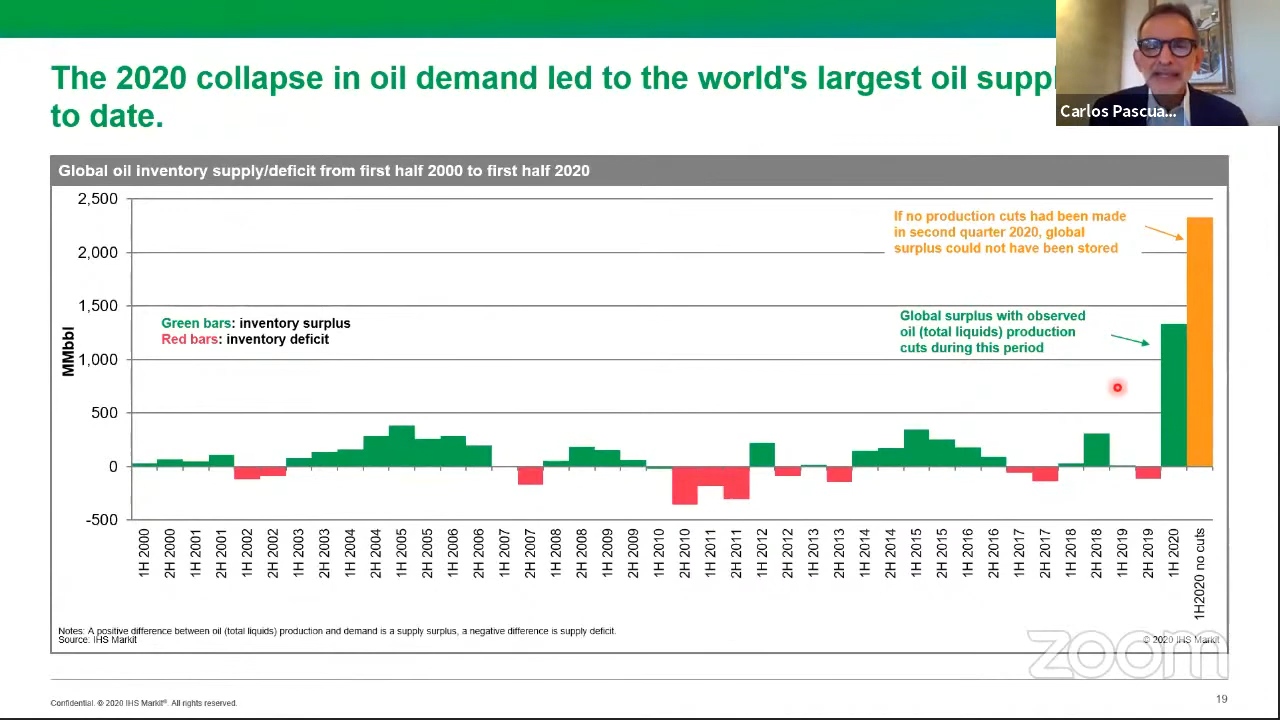 The 2020 collapse in oil demand led to the world's largest oil
to date.
Carlos Pascua...
Global oil inventory supply/deficit from first half 2000 to first half 2020
2,500
2,000
1,500
1,000
500
0
-500
MMbbl
If no production cuts had been made
in second quarter 2020, global
surplus could not have been stored
Green bars: inventory surplus
Red bars: inventory deficit
Global surplus with observed
oil (total liquids) production
cuts during this period
1H 2000
2H 2000
1H 2001
2H 2001
1H 2002
2H 2002
1H 2003
2H 2003
1H 2004
2H 2004
1H 2005
2H 2005
1H 2006
2H 2006
1H 2007
2H 2007
1H 2008
2H 2008
1H 2009
2H 2009
1H 2010
2H 2010
1H 2011
2H 2011
1H 2012
2H 2012
1H 2013
2H 2013
1H 2014
2H 2014
1H 2015
2H 2015
1H 2016
2H 2016
1H 2017
2H 2017
1H 2018
2H 2018
1H 2019
2H 2019
1H 2020
1H2020 no cuts
Notes: A positive difference between oil (total liquids) production and demand is a supply surplus, a negative difference is supply deficit.
Source: IHS Markit
© 2020 IHS Markit
zoom
Confidential. © 2020 IHS Markit®. All rights reserved.
19